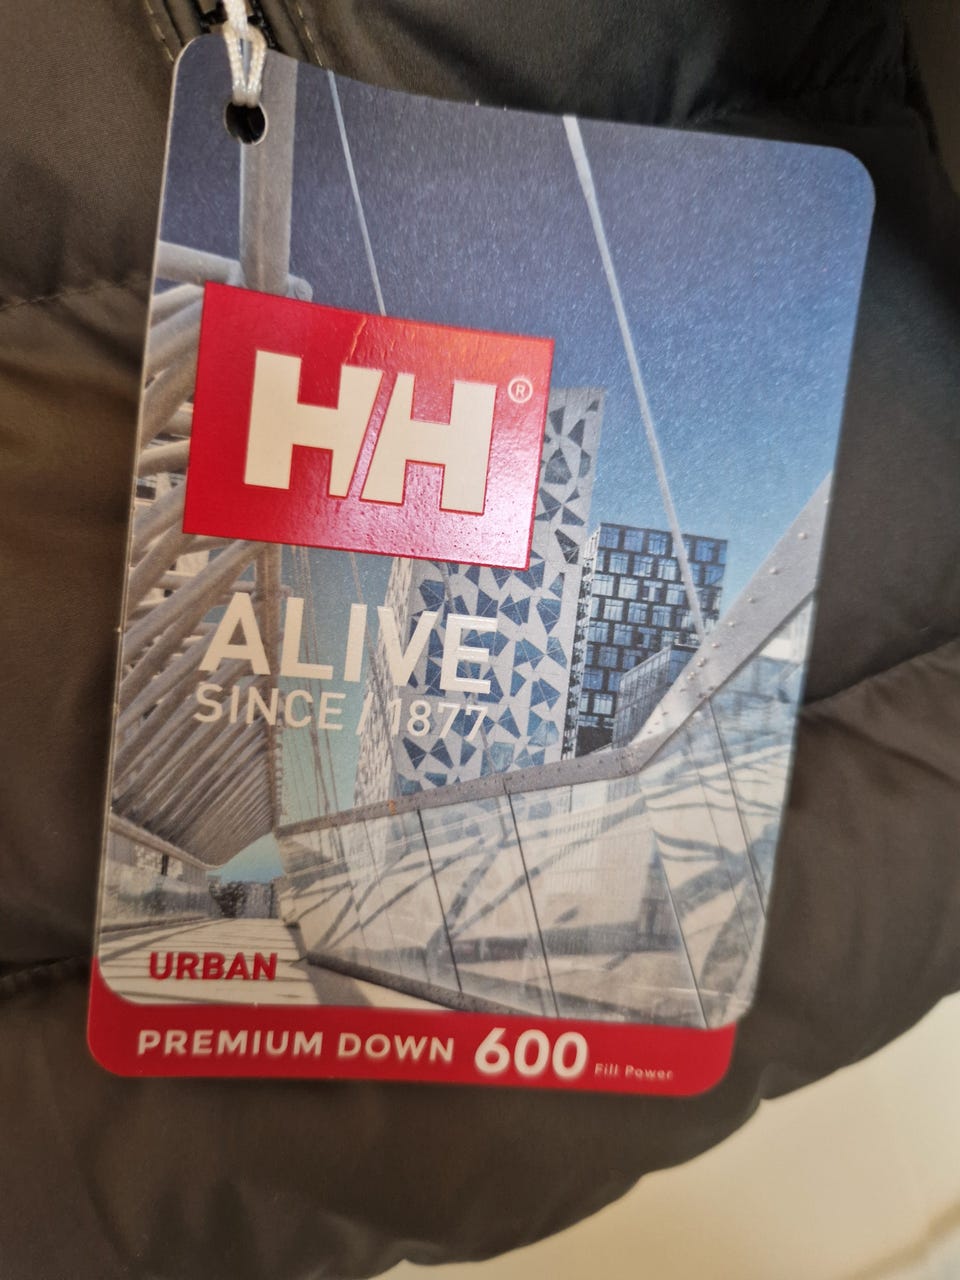 HH®
ALIVE
SINCE / 1877
URBAN
PREMIUM DOWN 600 Fill Power